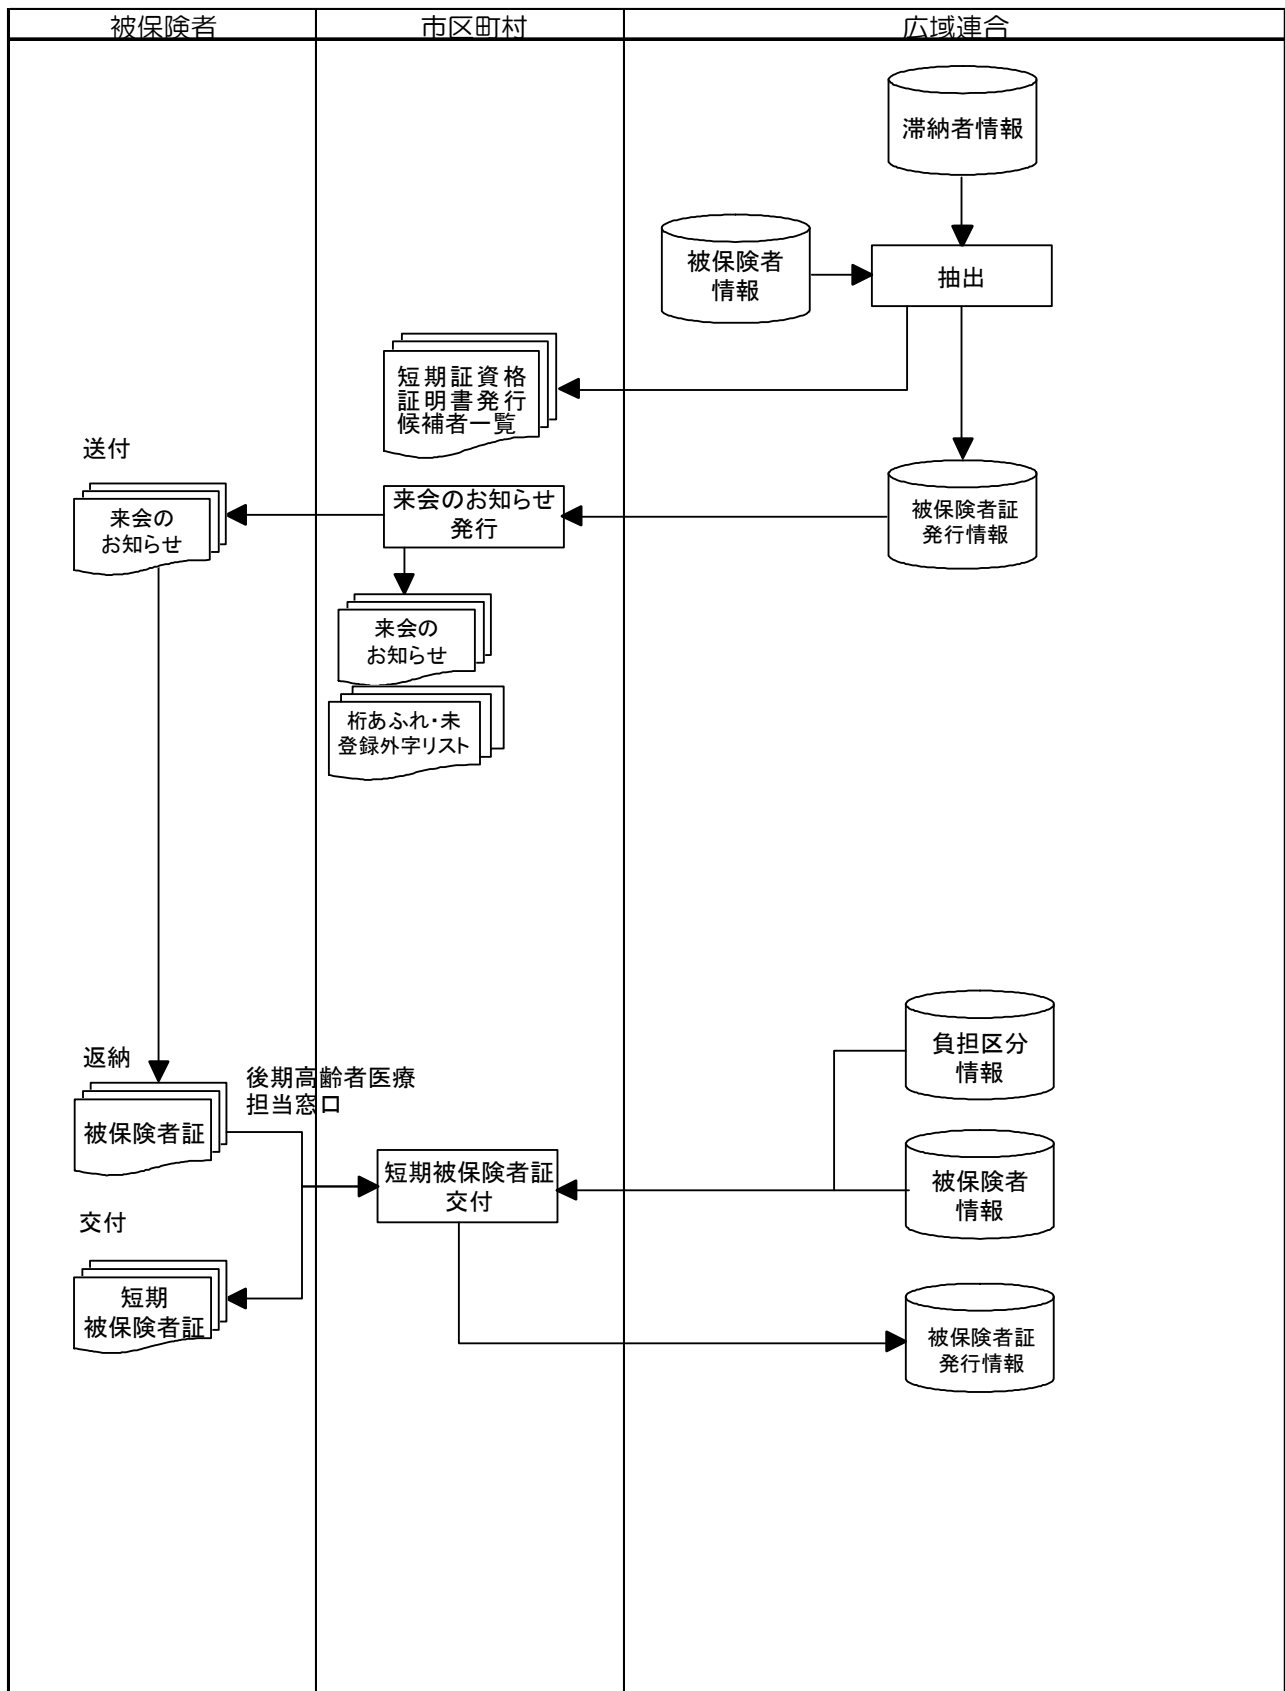 被保険者
市区町村
広域連合
滞納者情報
被保険者
情報
抽出
短期証資格
証明書発行
候補者一覧
送付
来会の
お知らせ
来会のお知らせ
発行
被保険者証
発行情報
来会の
お知らせ
桁あふれ・未
登録外字リスト
返納
被保険者証
後期高齢者医療
担当窓口
負担区分
情報
短期被保険者証
交付
被保険者
情報
交付
短期
被保険者証
被保険者証
発行情報